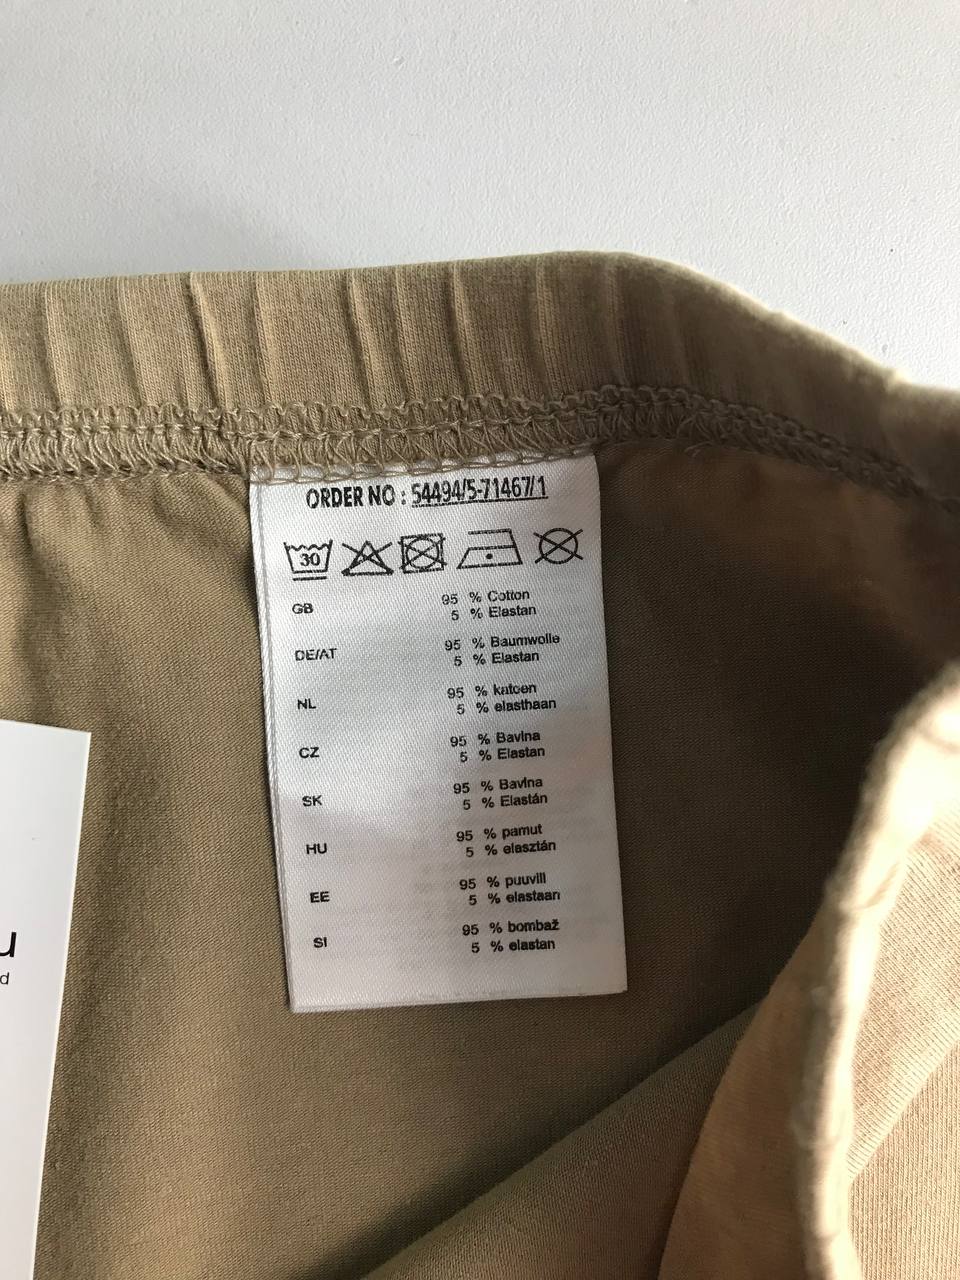 ORDER NO : 54494/5-71467/1
30
GB 95 % Cotton
5 % Elastan
DE/AT 95 % Baumwolle
5 % Elastan
NL 95 % katoen
5 % elasthaan
CZ 95 % Bavlna
5 % Elastan
SK 95 % Bavlna
5 % Elastán
HU 95 % pamut
5 % elasztán
EE 95 % puuvill
5 % elastaan
SI 95 % bombaž
5 % elastan
u
d